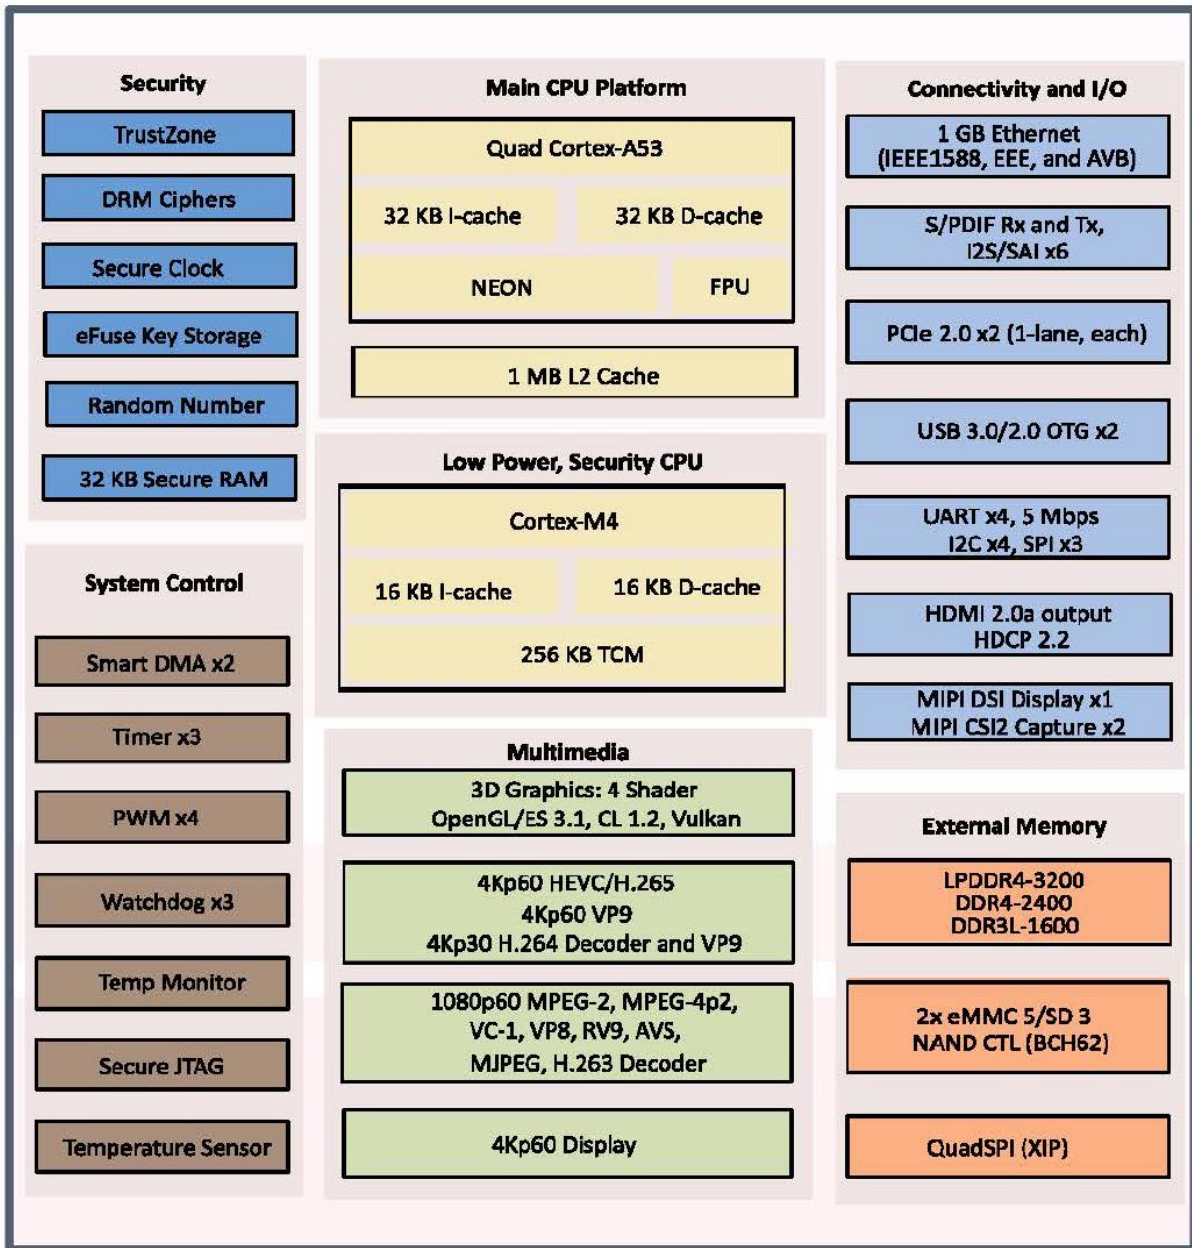 Security
TrustZone
DRM Ciphers
Secure Clock
eFuse Key Storage
Random Number
32 KB Secure RAM
System Control
Smart DMA x2
Timer x3
PWM x4
Watchdog x3
Temp Monitor
Secure JTAG
Temperature Sensor
Main CPU Platform
Quad Cortex-A53
32 KB I-cache
32 KB D-cache
NEON
FPU
1 MB L2 Cache
Low Power, Security CPU
Cortex-M4
16 KB I-cache
16 KB D-cache
256 KB TCM
Multimedia
3D Graphics: 4 Shader
OpenGL/ES 3.1, CL 1.2, Vulkan
4Kp60 HEVC/H.265
4Kp60 VP9
4Kp30 H.264 Decoder and VP9
1080p60 MPEG-2, MPEG-4p2,
VC-1, VP8, RV9, AVS,
MJPEG, H.263 Decoder
4Kp60 Display
Connectivity and I/O
1 GB Ethernet
(IEEE1588, EEE, and AVB)
S/PDIF Rx and Tx,
I2S/SAI x6
PCIe 2.0 x2 (1-lane, each)
USB 3.0/2.0 OTG x2
UART x4, 5 Mbps
I2C x4, SPI x3
HDMI 2.0a output
HDCP 2.2
MIPI DSI Display x1
MIPI CSI2 Capture x2
External Memory
LPDDR4-3200
DDR4-2400
DDR3L-1600
2x eMMC 5/SD 3
NAND CTL (BCH62)
QuadSPI (XIP)